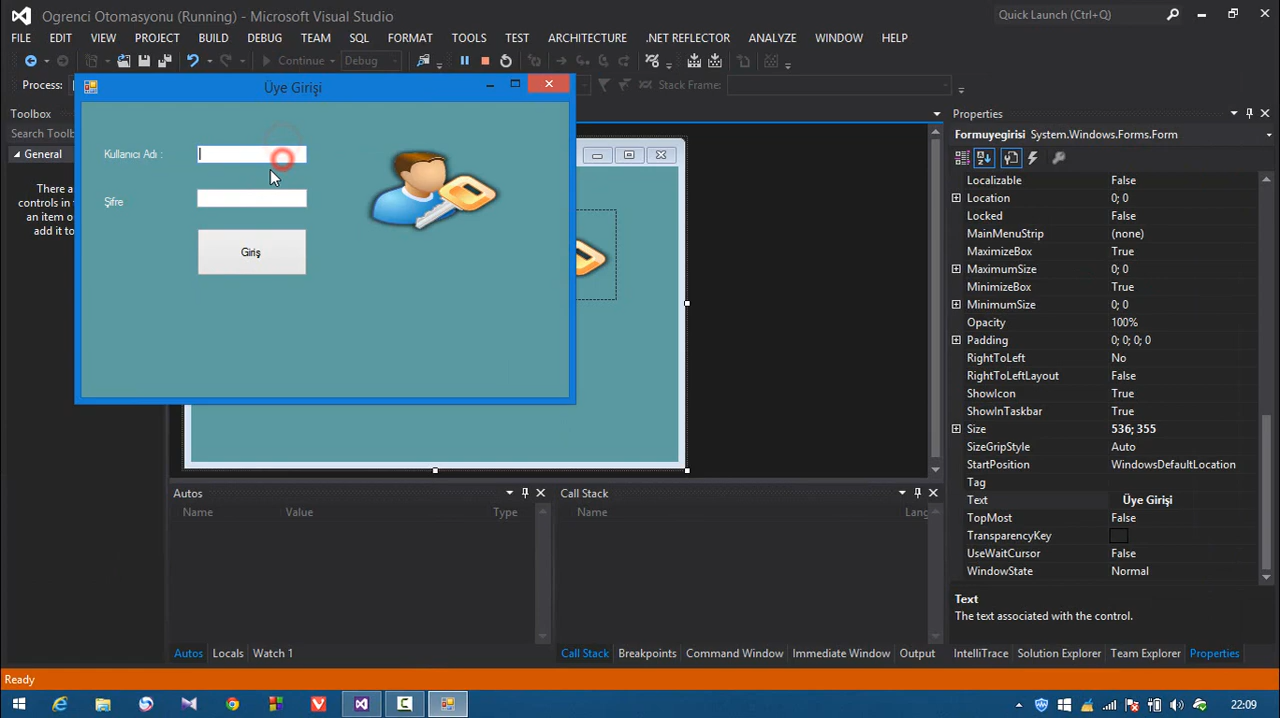 Ogrenci Otomasyonu (Running) - Microsoft Visual Studio
Quick Launch (Ctrl+Q)
FILE EDIT VIEW PROJECT BUILD DEBUG TEAM SQL FORMAT TOOLS TEST ARCHITECTURE .NET REFLECTOR ANALYZE WINDOW HELP
Continue Debug
Process: Stack Frame:
Toolbox
Search Toolb
General
There a
controls in t
an item o
add it to
Üye Girişi
Kullanıcı Adı :
Şifre
Giriş
Properties
Formuyegirisi System.Windows.Forms.Form
Localizable False
Location 0; 0
Locked False
MainMenuStrip (none)
MaximizeBox True
MaximumSize 0; 0
MinimizeBox True
MinimumSize 0; 0
Opacity 100%
Padding 0; 0; 0; 0
RightToLeft No
RightToLeftLayout False
ShowIcon True
ShowInTaskbar True
Size 536; 355
SizeGripStyle Auto
StartPosition WindowsDefaultLocation
Tag
Text Üye Girişi
TopMost False
TransparencyKey
UseWaitCursor False
WindowState Normal
Text
The text associated with the control.
Autos
Name Value Type
Call Stack
Name Lang
Autos Locals Watch 1
Call Stack Breakpoints Command Window Immediate Window Output
IntelliTrace Solution Explorer Team Explorer Properties
Ready
22:09